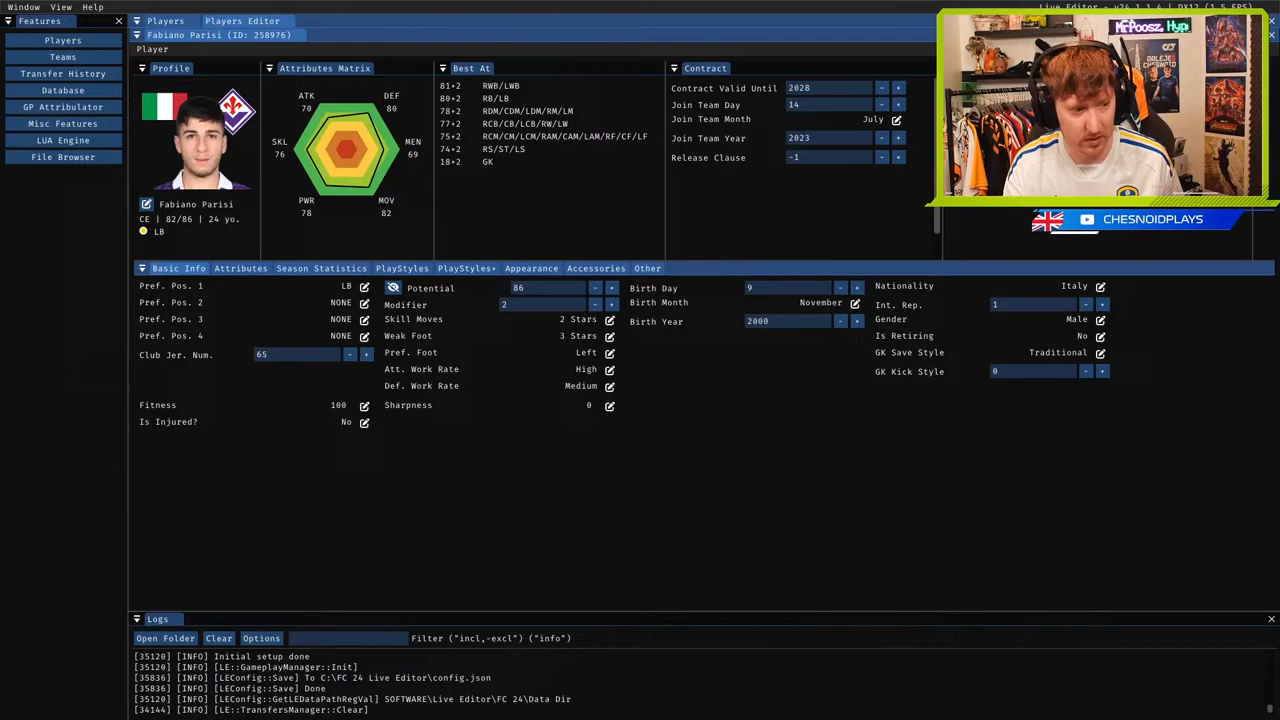 Window View Help
Live Editor - v24.1.1.4 | DX12 (1.5 FPS)
Features
Players
Teams
Transfer History
Database
GP Attributor
Misc Features
LUA Engine
File Browser
Players Players Editor
Fabiano Parisi (ID: 258976)
Player
Profile
Fabiano Parisi
CE | 82/86 | 24 yo.
LB
Attributes Matrix
ATK
70
DEF
80
SKL
76
MEN
69
PWR
78
MOV
82
Best At
81+2 RWB/LWB
80+2 RB/LB
78+2 RDM/CDM/LDM/RM/LM
77+2 RCB/CB/LCB/RW/LW
75+2 RCM/CM/LCM/RAM/CAM/LAM/RF/CF/LF
74+2 RS/ST/LS
18+2 GK
Contract
Contract Valid Until 2028 - +
Join Team Day 14 - +
Join Team Month July
Join Team Year 2023 - +
Release Clause -1 - +
MrPoosz
CHESNOIDPLAYS
Basic Info Attributes Season Statistics PlayStyles PlayStyles+ Appearance Accessories Other
Pref. Pos. 1 LB
Pref. Pos. 2 NONE
Pref. Pos. 3 NONE
Pref. Pos. 4 NONE
Club Jer. Num. 65 - +
Fitness 100
Is Injured? No
Potential 86 - +
Modifier 2 - +
Skill Moves 2 Stars
Weak Foot 3 Stars
Pref. Foot Left
Att. Work Rate High
Def. Work Rate Medium
Sharpness 0
Birth Day 9 - +
Birth Month November
Birth Year 2000 - +
Nationality Italy
Int. Rep. 1 - +
Gender Male
Is Retiring No
GK Save Style Traditional
GK Kick Style 0 - +
Logs
Open Folder Clear Options Filter ("incl,-excl") ("info")
[35120] [INFO] Initial setup done
[35120] [INFO] [LE::GameplayManager::Init]
[35836] [INFO] [LEConfig::Save] To C:\FC 24 Live Editor\config.json
[35836] [INFO] [LEConfig::Save] Done
[35120] [INFO] [LEConfig::GetLEDataPathRegVal] SOFTWARE\Live Editor\FC 24\Data Dir
[34144] [INFO] [LE::TransfersManager::Clear]